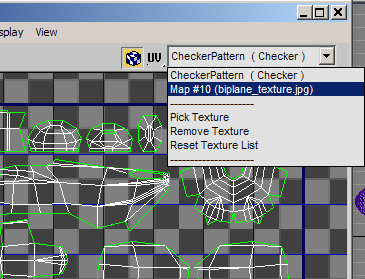 splay View
UV
CheckerPattern ( Checker )
CheckerPattern ( Checker )
Map #10 (biplane_texture.jpg)
---------------------
Pick Texture
Remove Texture
Reset Texture List
---------------------